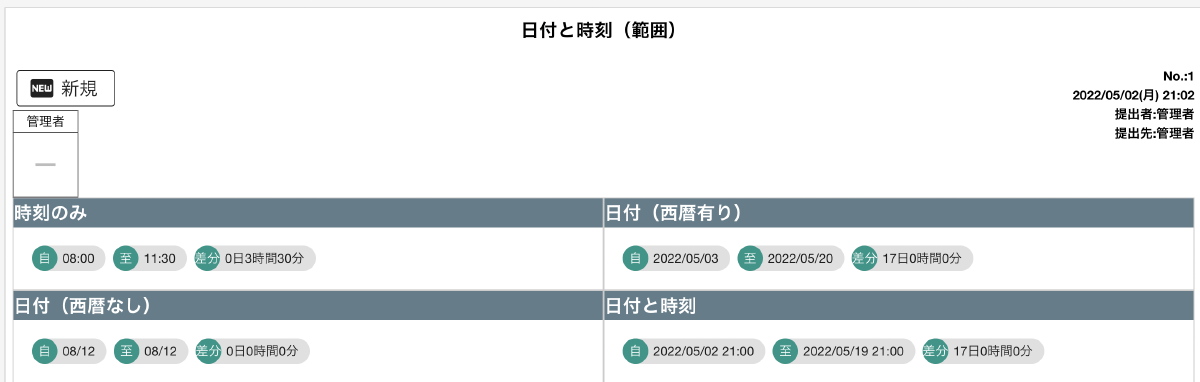 日付と時刻（範囲）
NEW 新規
No.:1
2022/05/02(月) 21:02
提出者:管理者
提出先:管理者
管理者
時刻のみ
自 08:00 至 11:30 差分 0日3時間30分
日付（西暦有り）
自 2022/05/03 至 2022/05/20 差分 17日0時間0分
日付（西暦なし）
自 08/12 至 08/12 差分 0日0時間0分
日付と時刻
自 2022/05/02 21:00 至 2022/05/19 21:00 差分 17日0時間0分